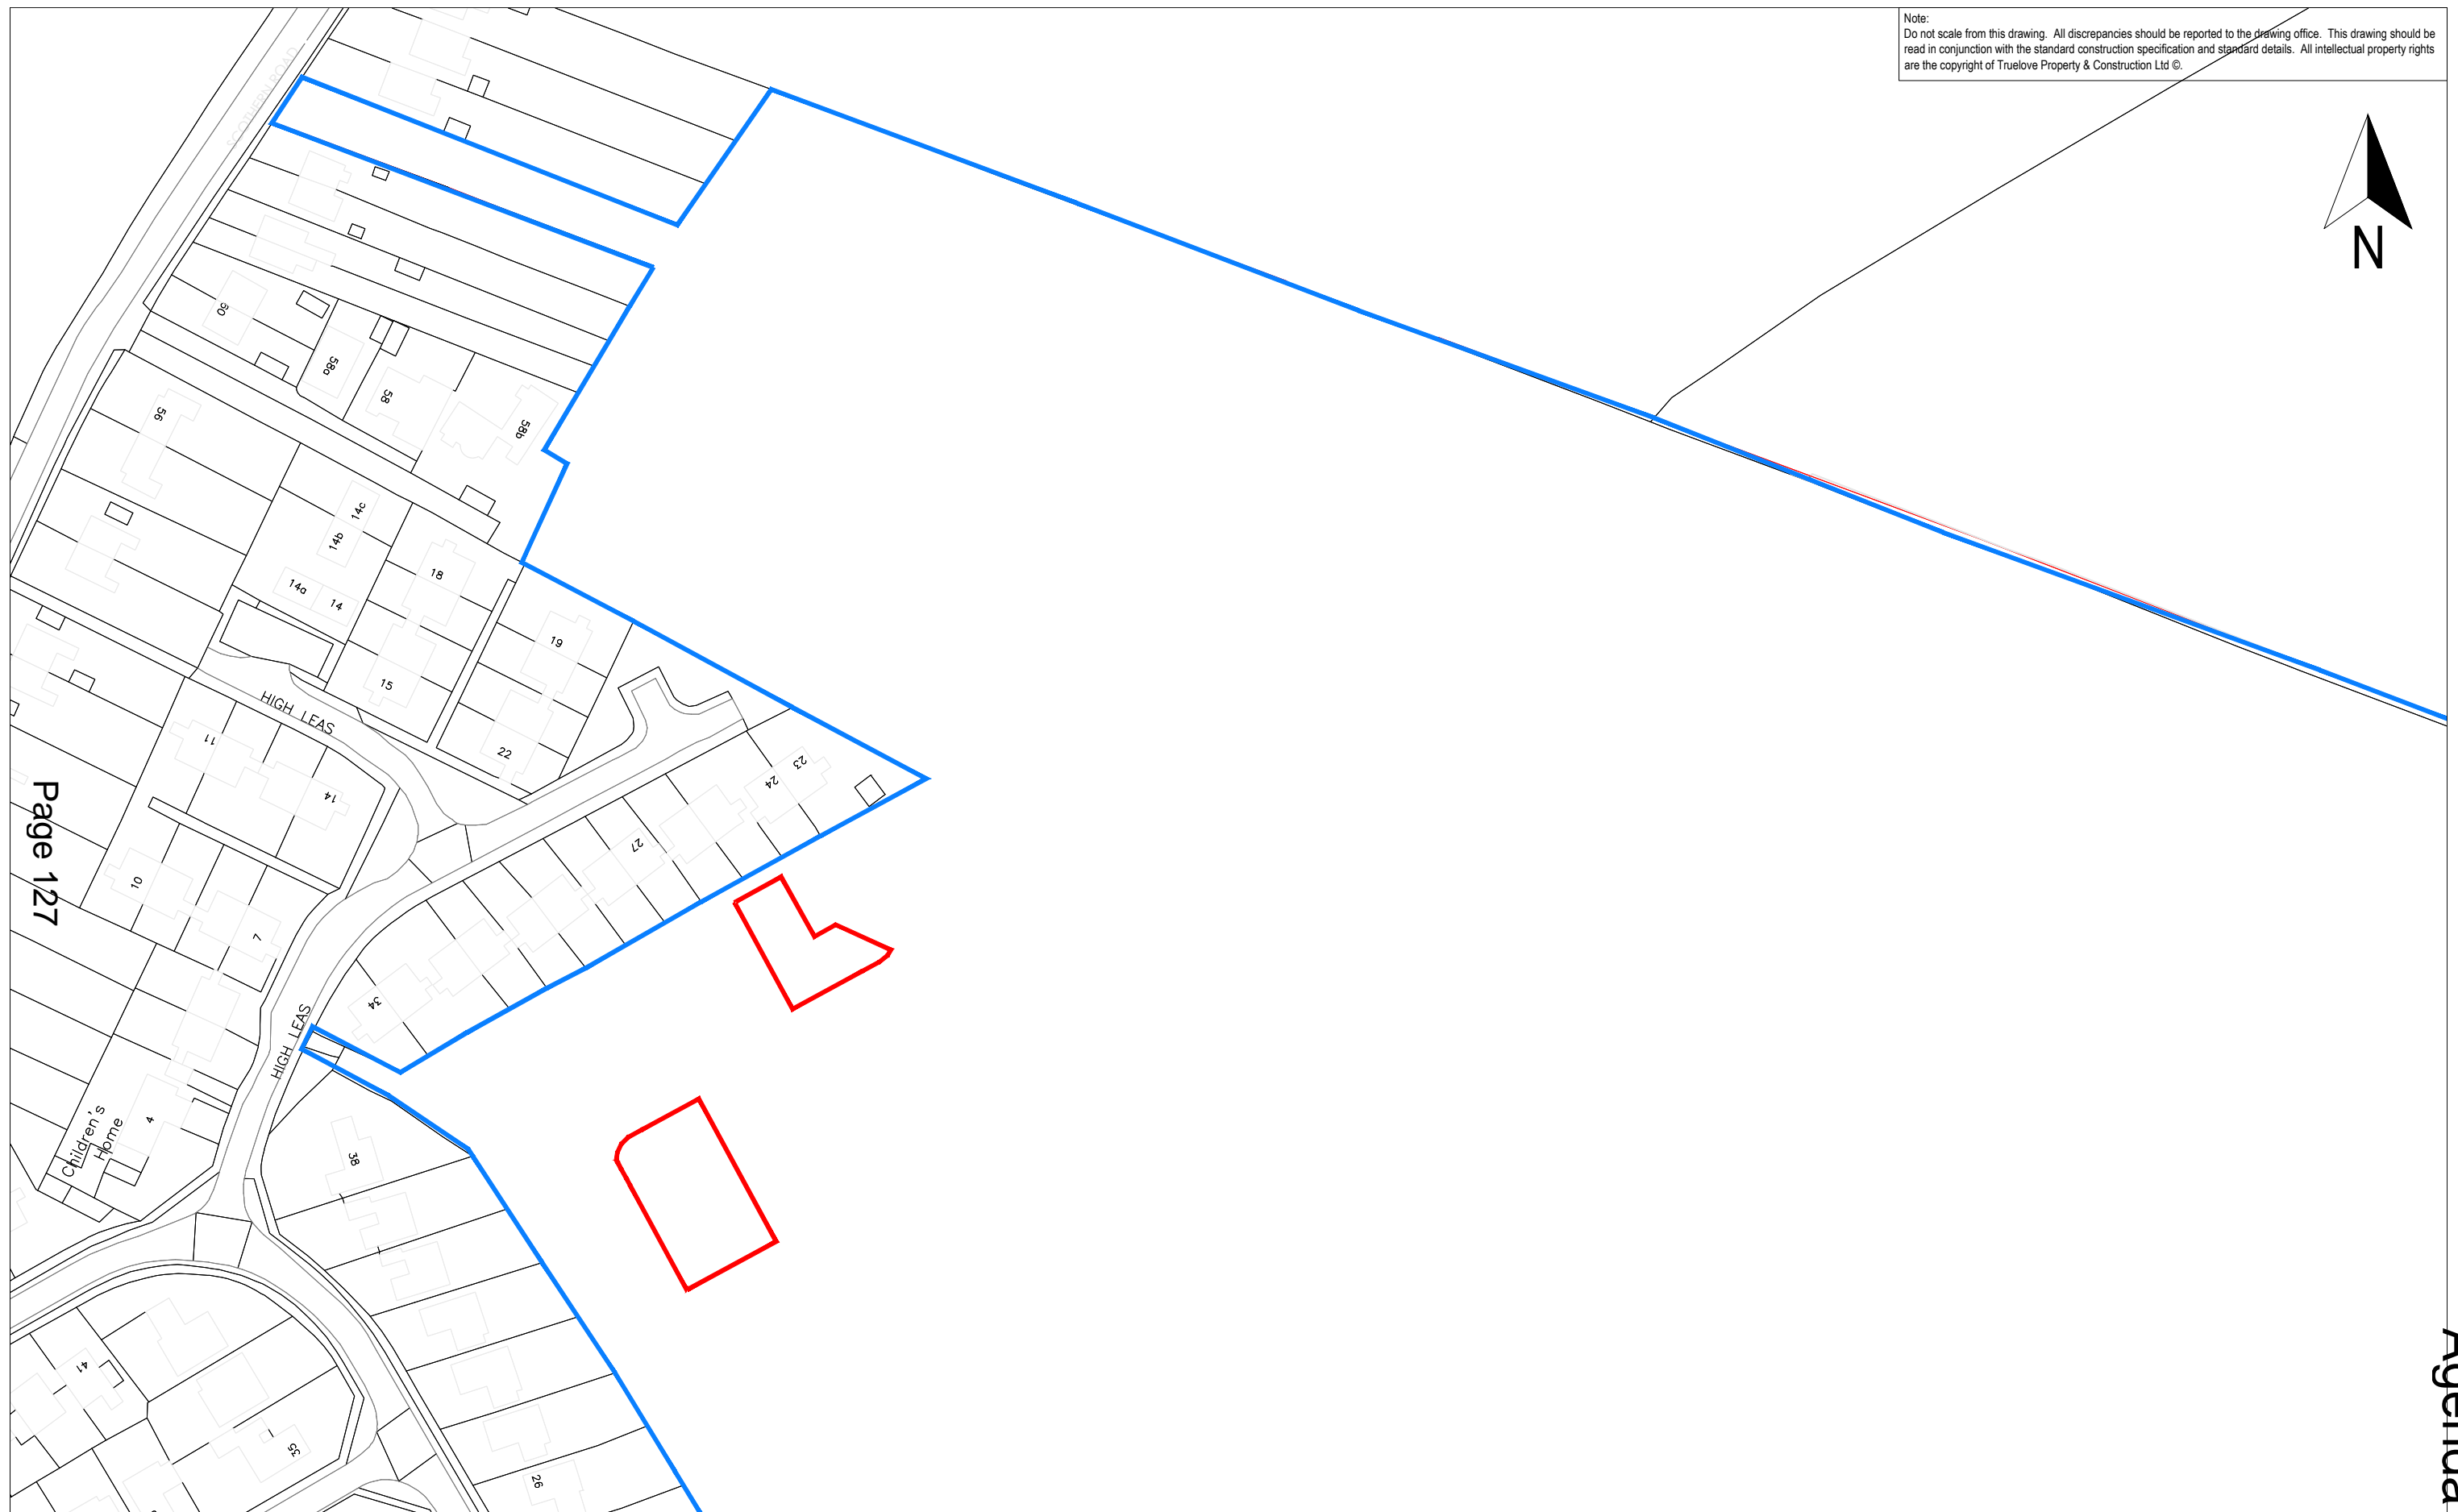 Note:
Do not scale from this drawing. All discrepancies should be reported to the drawing office. This drawing should be
read in conjunction with the standard construction specification and standard details. All intellectual property rights
are the copyright of Truelove Property & Construction Ltd ©.
N
60
58a
58
58b
56
14c
14b
14a
14
18
15
19
22
HIGH LEAS
11
14
23
24
27
10
7
34
HIGH LEAS
4
Children's
Home
38
41
35
26
Page 127
Agenda